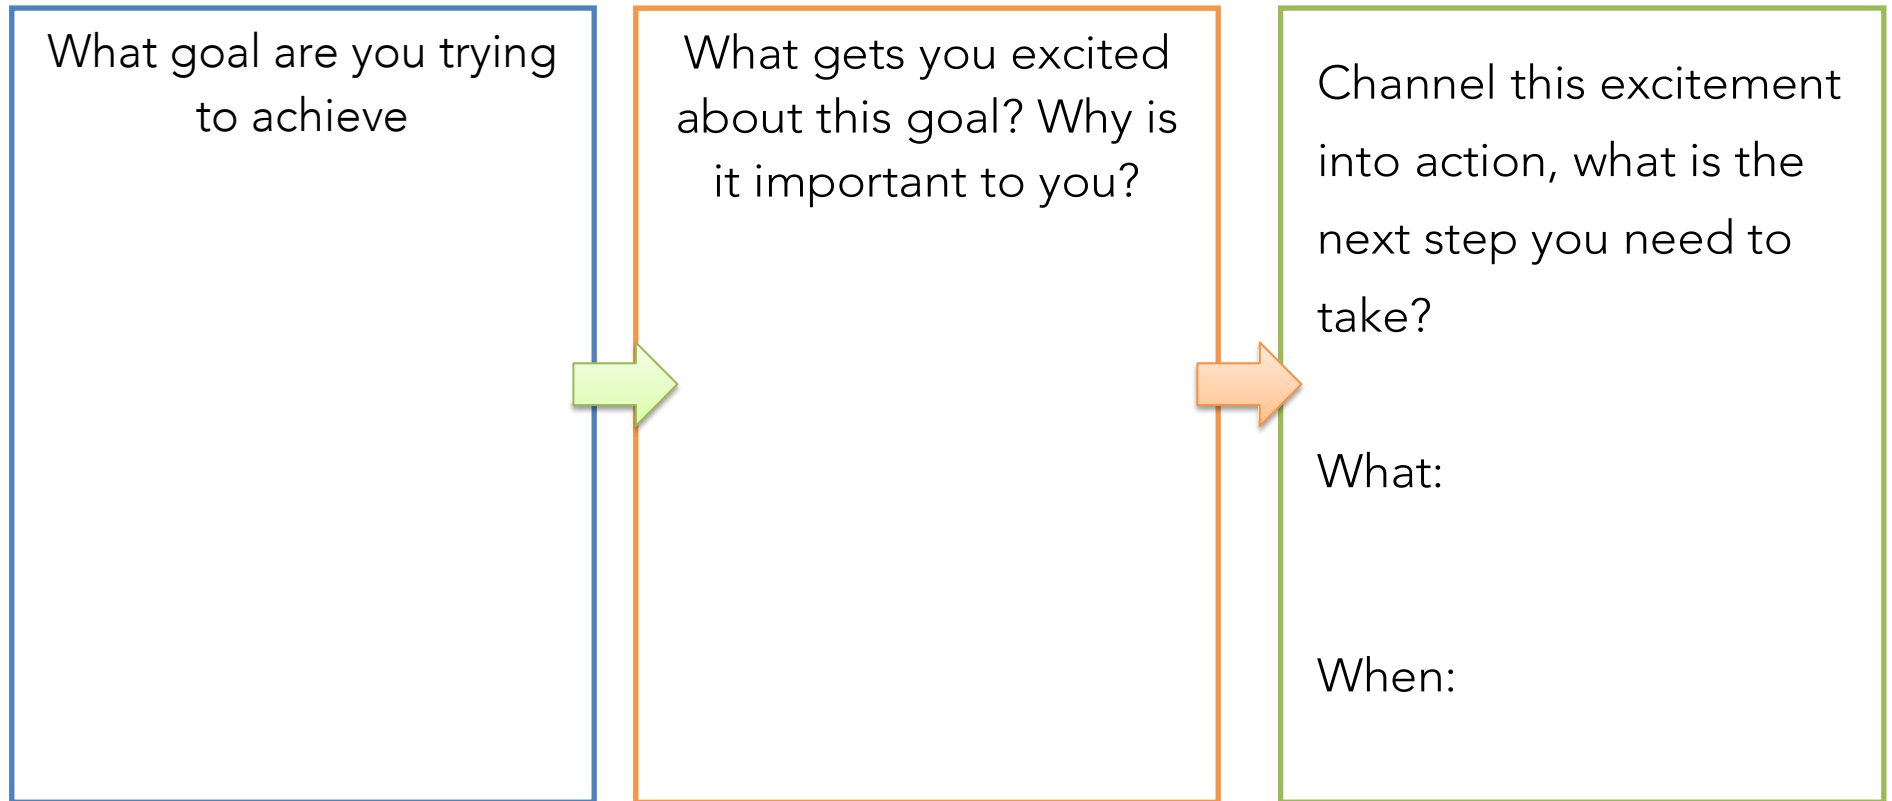 What goal are you trying
to achieve
What gets you excited
about this goal? Why is
it important to you?
Channel this excitement
into action, what is the
next step you need to
take?
What:
When: